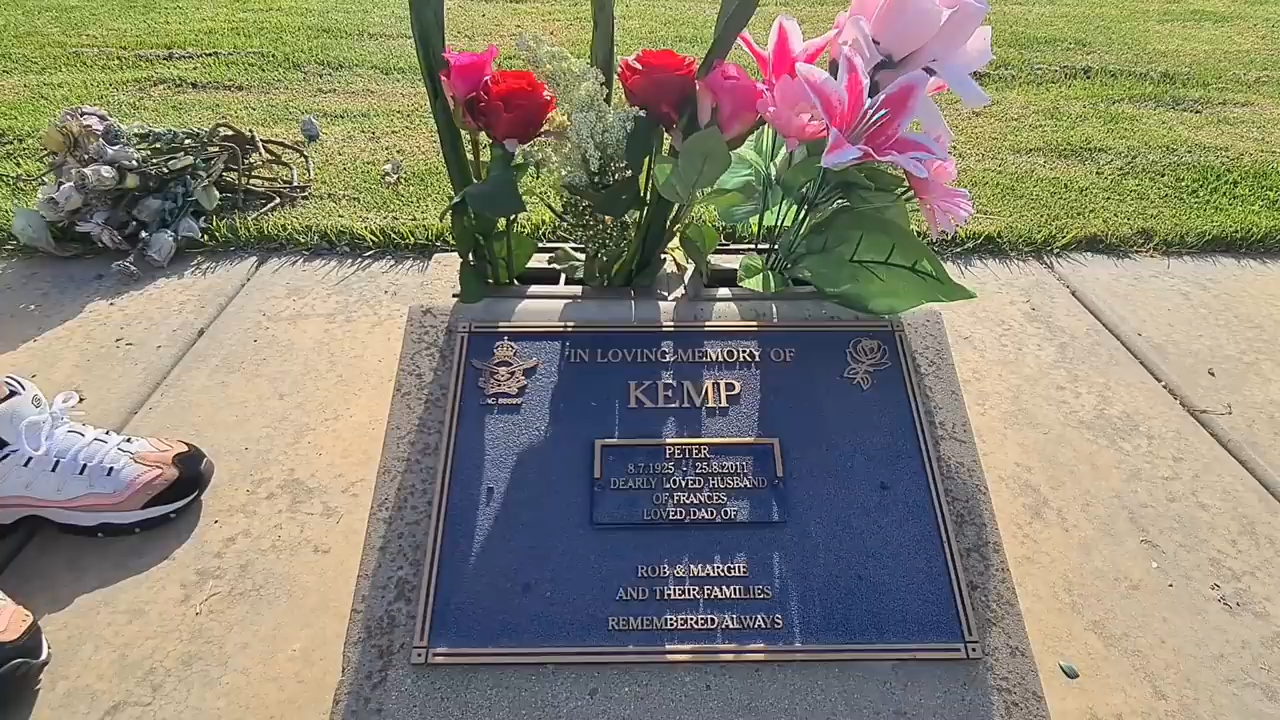 IN LOVING MEMORY OF
KEMP
PETER
8.7.1925 - 25.8.2011
DEARLY LOVED HUSBAND
OF FRANCES
LOVED DAD OF
ROB & MARGIE
AND THEIR FAMILIES
REMEMBERED ALWAYS